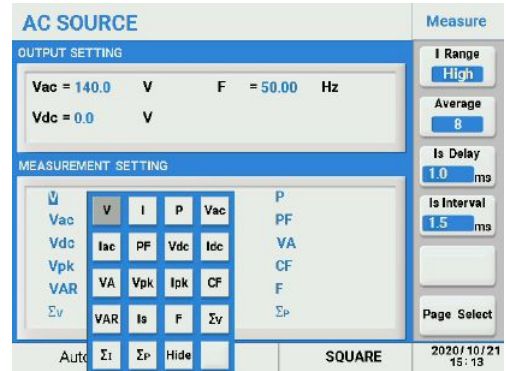 AC SOURCE
Measure
OUTPUT SETTING
Vac = 140.0 V F = 50.00 Hz
Vdc = 0.0 V
I Range
High
Average
8
Is Delay
1.0 ms
Is Interval
1.5 ms
Page Select
MEASUREMENT SETTING
V P
Vac PF
Vdc VA
Vpk CF
VAR F
Σv ΣP
V I P Vac
Iac PF Vdc Idc
VA Vpk Ipk CF
VAR Is F Σv
ΣI ΣP Hide
SQUARE
2020/10/21
15:13